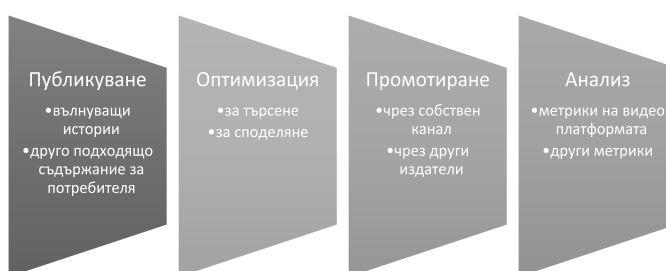 Публикуване
•вълнуващи
истории
•друго подходящо
съдържание за
потребителя
Оптимизация
•за търсене
•за споделяне
Промотиране
•чрез собствен
канал
•чрез други
издатели
Анализ
•метрики на видео
платформата
•други метрики